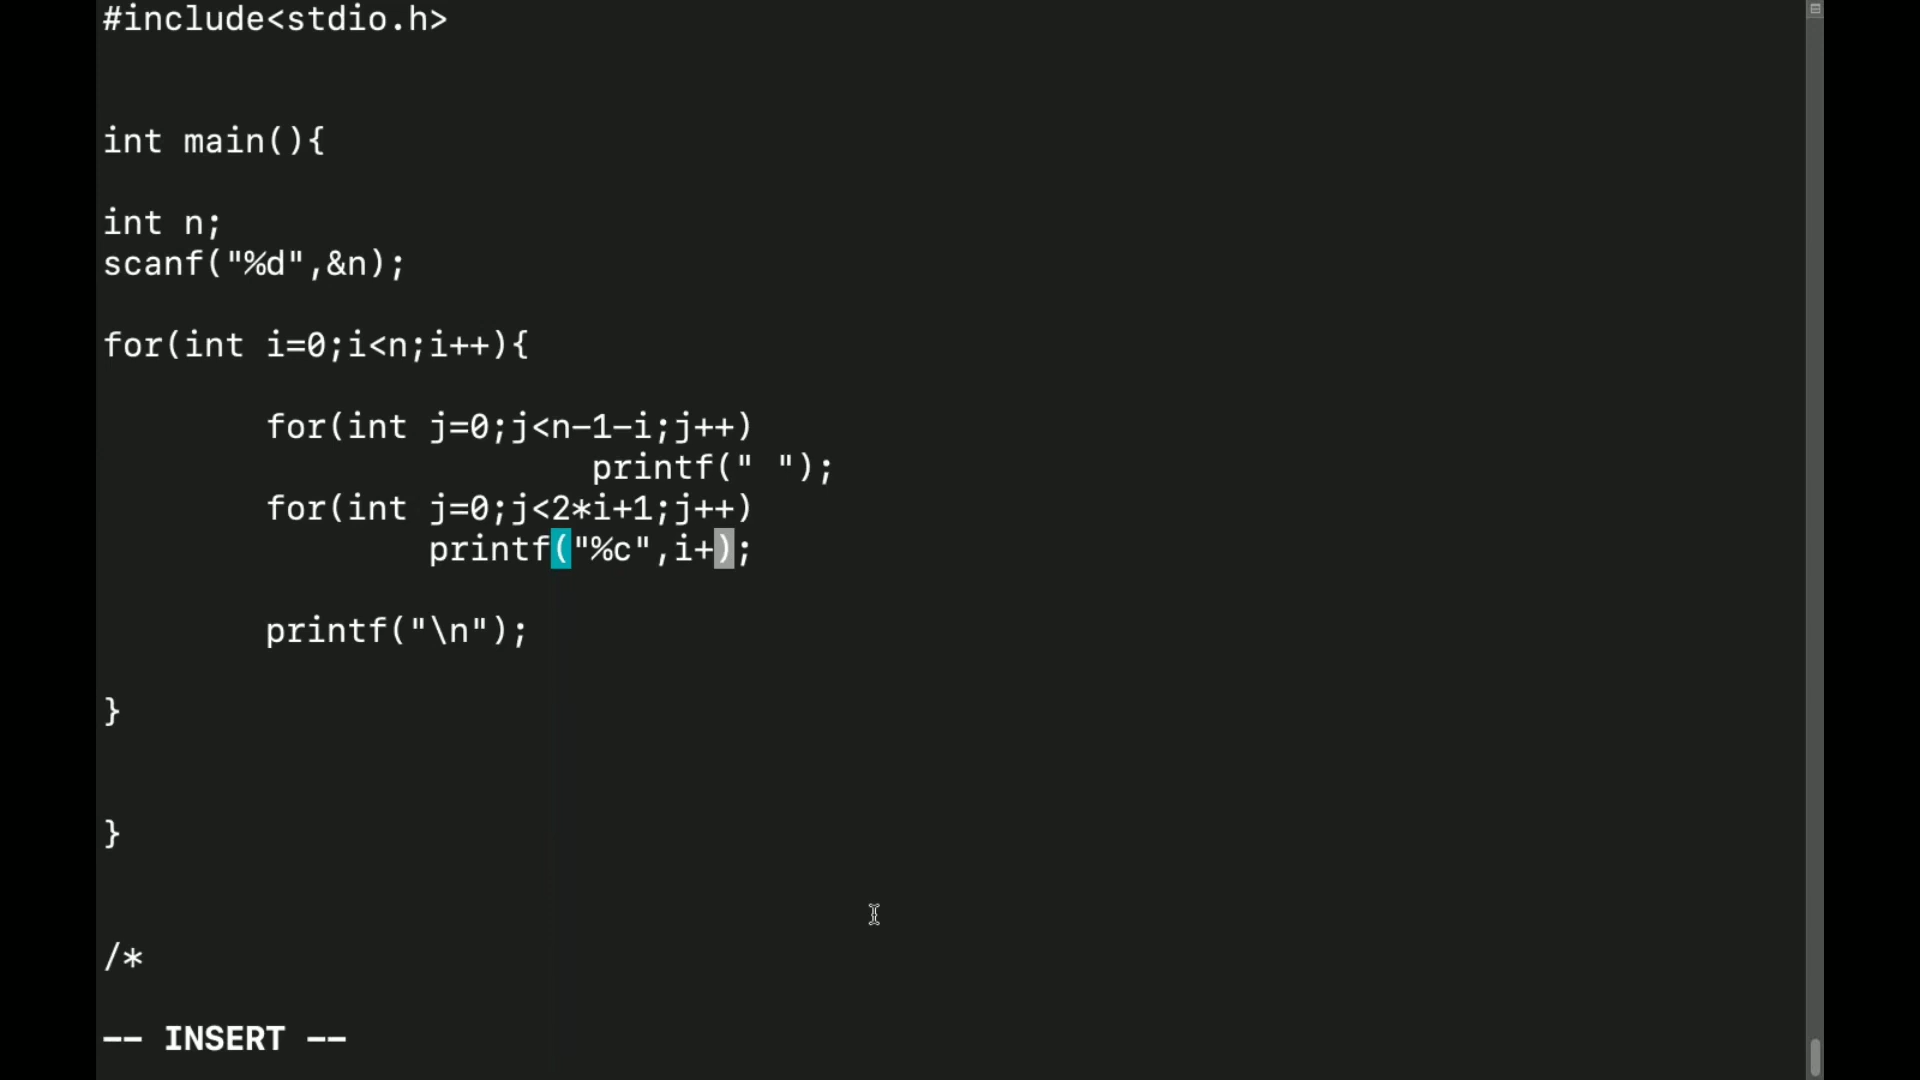 #include<stdio.h>
int main(){
int n;
scanf("%d",&n);
for(int i=0;i<n;i++){
for(int j=0;j<n-1-i;j++)
printf(" ");
for(int j=0;j<2*i+1;j++)
printf("%c",i+);
printf("\n");
}
}
/*
-- INSERT --